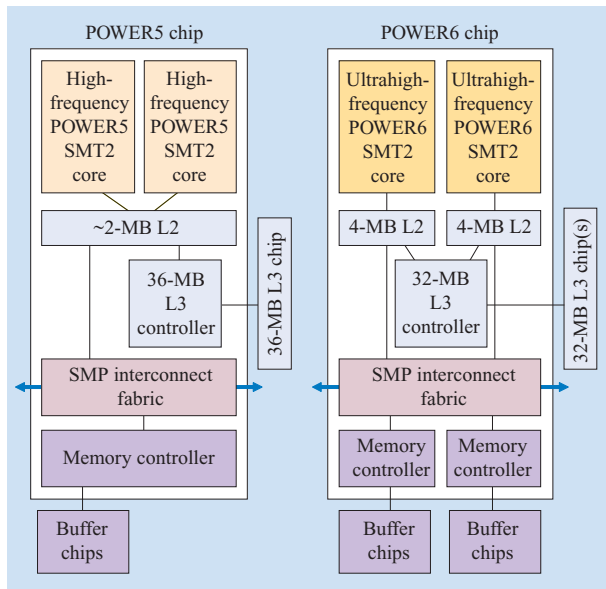 POWER5 chip
High-
frequency
POWER5
SMT2
core
High-
frequency
POWER5
SMT2
core
~2-MB L2
36-MB
L3
controller
36-MB L3 chip
SMP interconnect
fabric
Memory controller
Buffer
chips
POWER6 chip
Ultrahigh-
frequency
POWER6
SMT2
core
Ultrahigh-
frequency
POWER6
SMT2
core
4-MB L2
4-MB L2
32-MB
L3
controller
32-MB L3 chip(s)
SMP interconnect
fabric
Memory
controller
Memory
controller
Buffer
chips
Buffer
chips